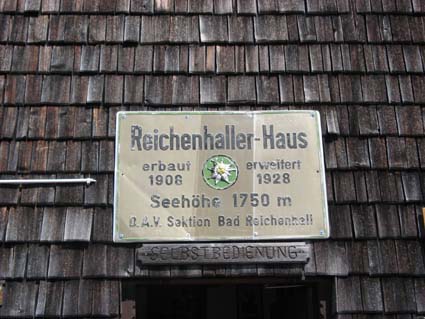 Reichenhaller-Haus
erbaut erweitert
1908 1928
Seehöhe 1750 m
D.A.V. Sektion Bad Reichenhall
SELBSTBEDIENUNG